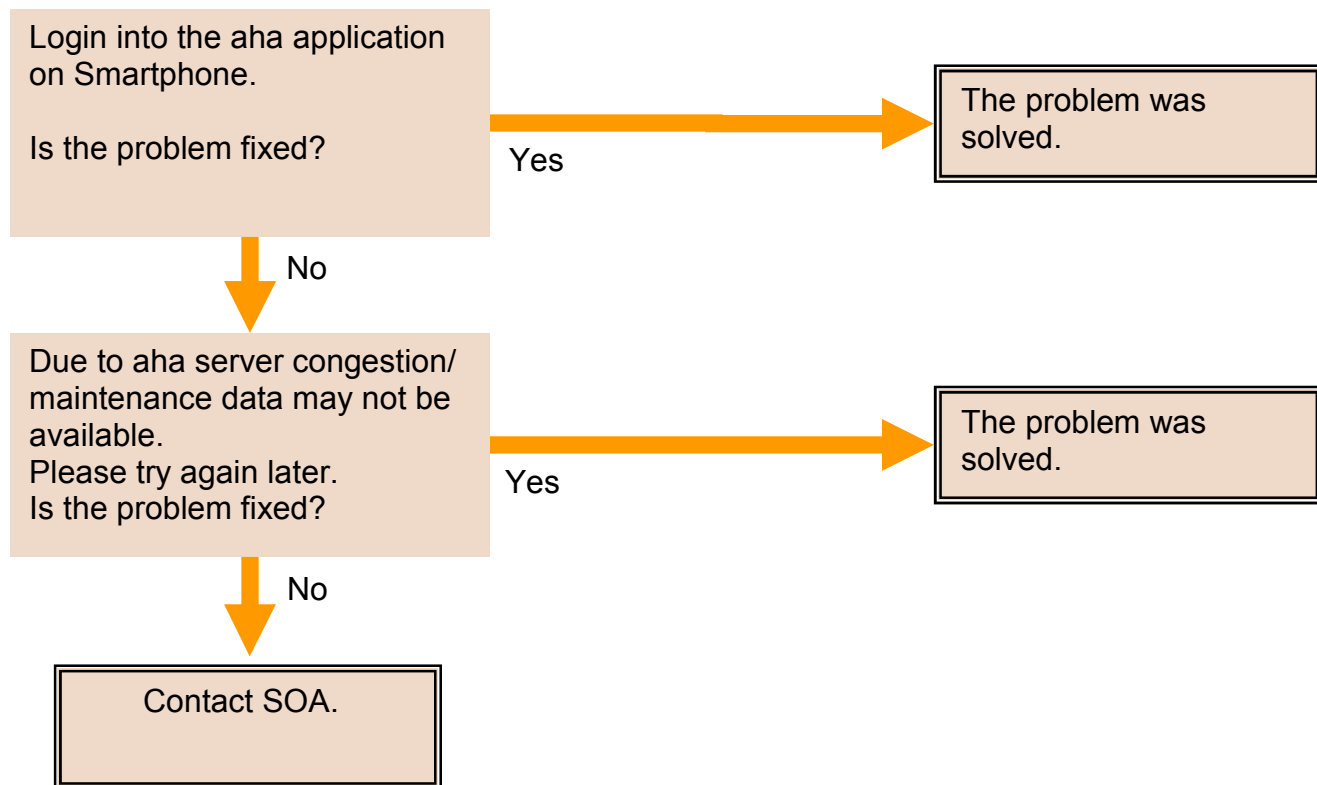 Login into the aha application
on Smartphone.
Is the problem fixed?
Yes
The problem was
solved.
No
Due to aha server congestion/
maintenance data may not be
available.
Please try again later.
Is the problem fixed?
Yes
The problem was
solved.
No
Contact SOA.